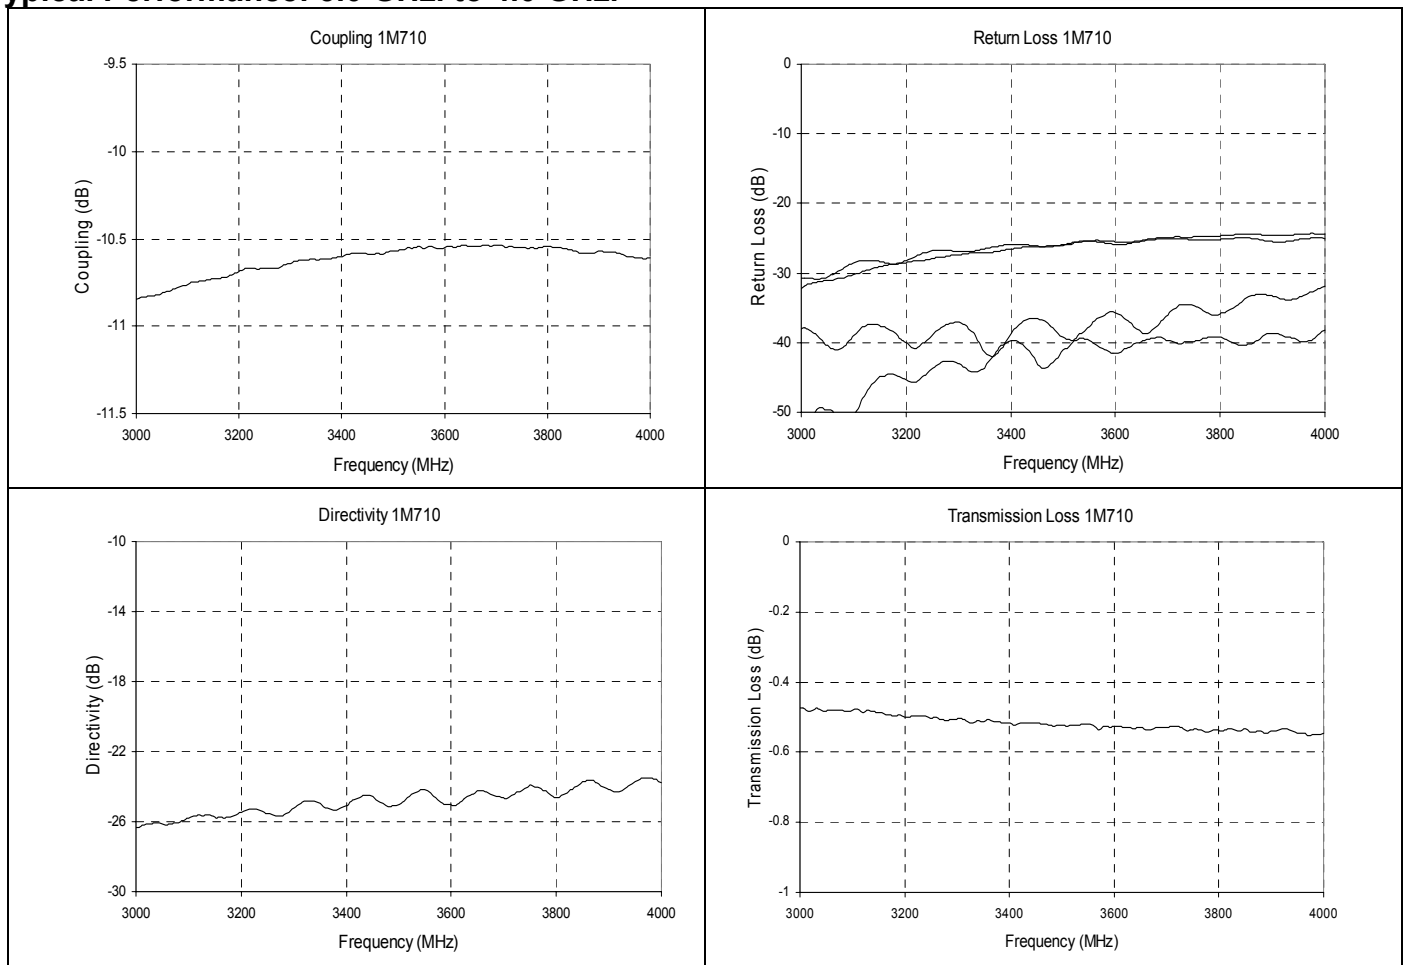 Coupling 1M710
-9.5
-10
-10.5
-11
-11.5
Coupling (dB)
3000 3200 3400 3600 3800 4000
Frequency (MHz)
Return Loss 1M710
0
-10
-20
-30
-40
-50
Return Loss (dB)
3000 3200 3400 3600 3800 4000
Frequency (MHz)
Directivity 1M710
-10
-14
-18
-22
-26
-30
Directivity (dB)
3000 3200 3400 3600 3800 4000
Frequency (MHz)
Transmission Loss 1M710
0
-0.2
-0.4
-0.6
-0.8
-1
Transmission Loss (dB)
3000 3200 3400 3600 3800 4000
Frequency (MHz)